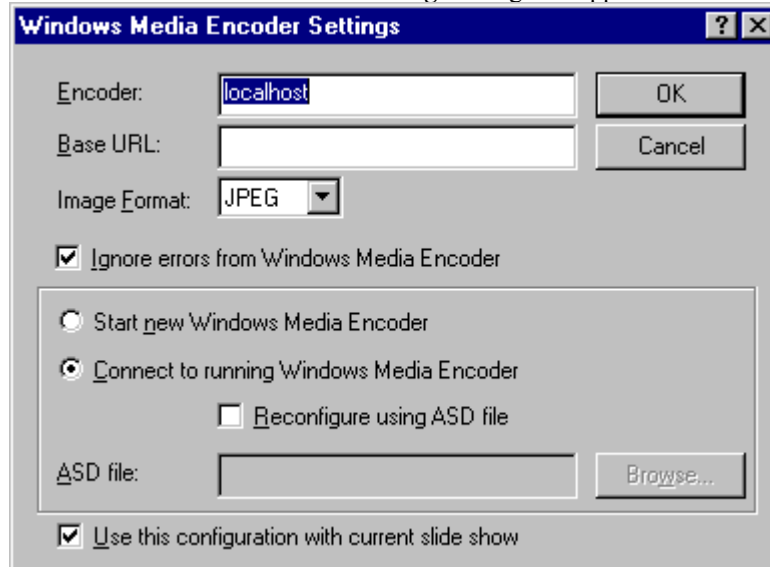 Windows Media Encoder Settings
Encoder: localhost OK
Base URL: Cancel
Image Format: JPEG
Ignore errors from Windows Media Encoder
Start new Windows Media Encoder
Connect to running Windows Media Encoder
Reconfigure using ASD file
ASD file: Browse...
Use this configuration with current slide show